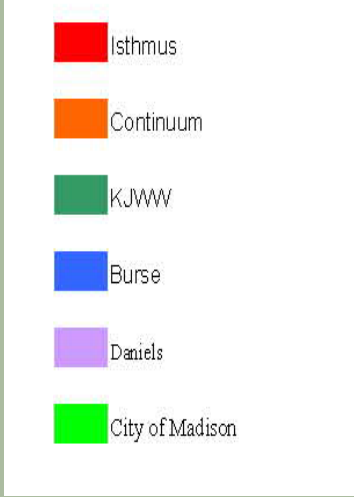 Isthmus
Continuum
KJWW
Burse
Daniels
City of Madison